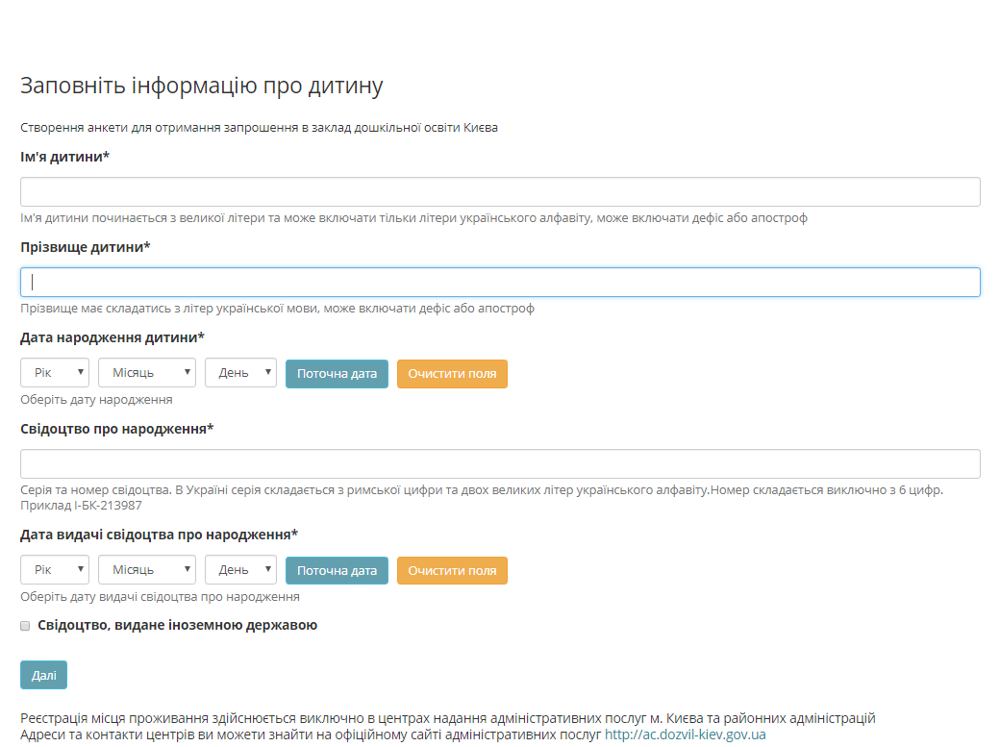 Заповніть інформацію про дитину
Створення анкети для отримання запрошення в заклад дошкільної освіти Києва
Ім'я дитини*
Ім'я дитини починається з великої літери та може включати тільки літери українського алфавіту, може включати дефіс або апостроф
Прізвище дитини*
Прізвище має складатись з літер української мови, може включати дефіс або апостроф
Дата народження дитини*
Рік Місяць День Поточна дата Очистити поля
Оберіть дату народження
Свідоцтво про народження*
Серія та номер свідоцтва. В Україні серія складається з римської цифри та двох великих літер українського алфавіту.Номер складається виключно з 6 цифр.
Приклад I-БК-213987
Дата видачі свідоцтва про народження*
Рік Місяць День Поточна дата Очистити поля
Оберіть дату видачі свідоцтва про народження
Свідоцтво, видане іноземною державою
Далі
Реєстрація місця проживання здійснюється виключно в центрах надання адміністративних послуг м. Києва та районних адміністрацій
Адреси та контакти центрів ви можети знайти на офіційному сайті адміністративних послуг http://ac.dozvil-kiev.gov.ua